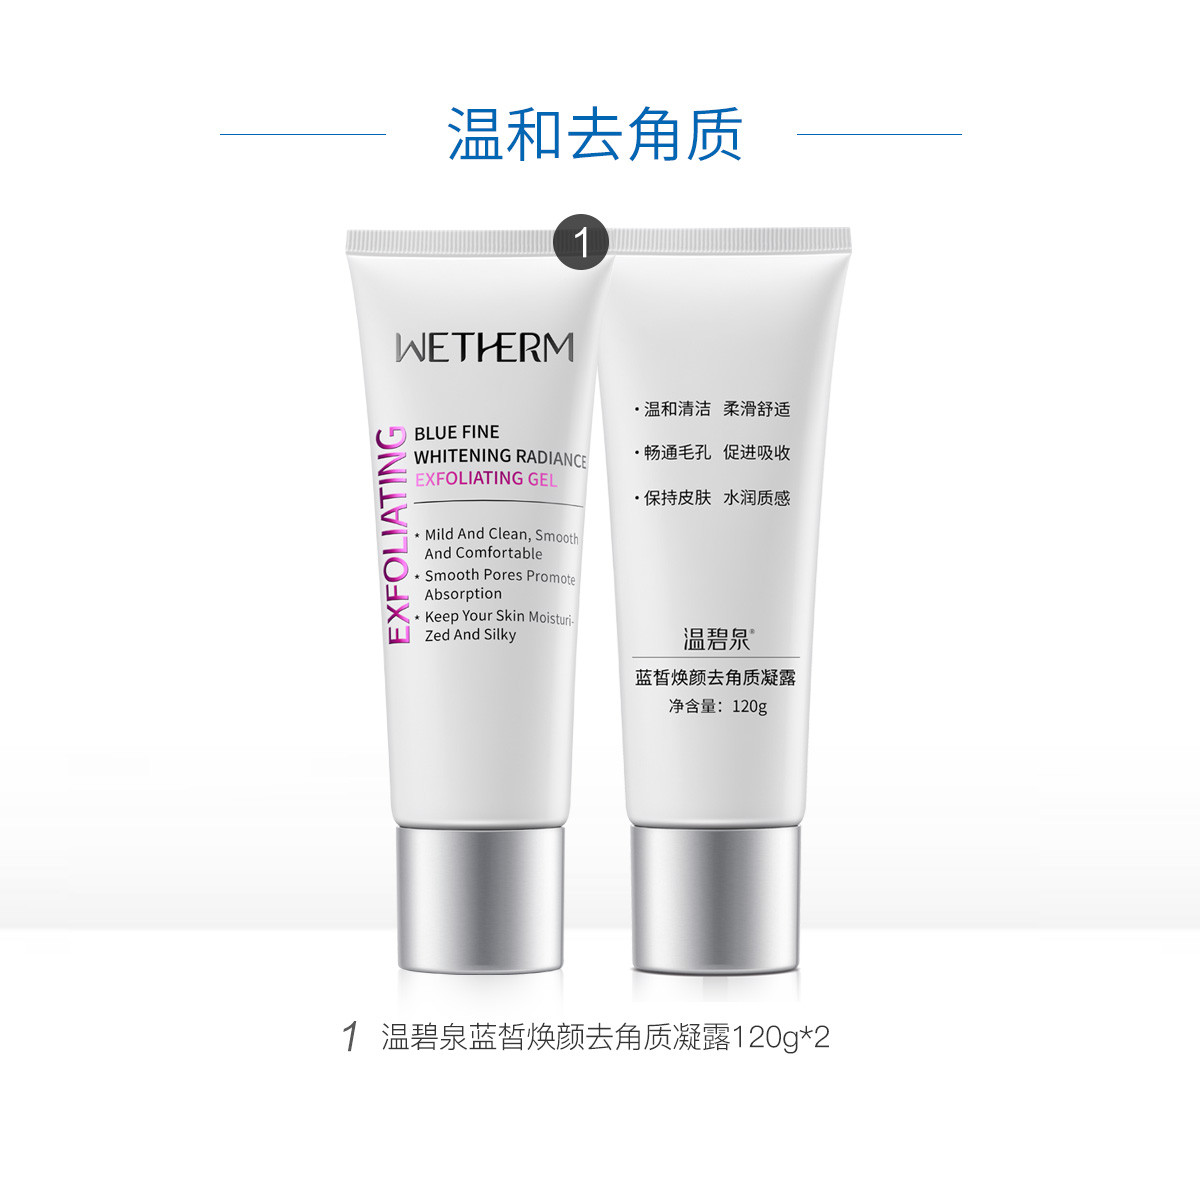 温和去角质
1
WETHERM
EXFOLIATING
BLUE FINE
WHITENING RADIANCE
EXFOLIATING GEL
* Mild And Clean, Smooth
And Comfortable
* Smooth Pores Promote
Absorption
* Keep Your Skin Moisturi-
Zed And Silky
·温和清洁 柔滑舒适
·畅通毛孔 促进吸收
·保持皮肤 水润质感
温碧泉®
蓝皙焕颜去角质凝露
净含量：120g
1 温碧泉蓝皙焕颜去角质凝露120g*2